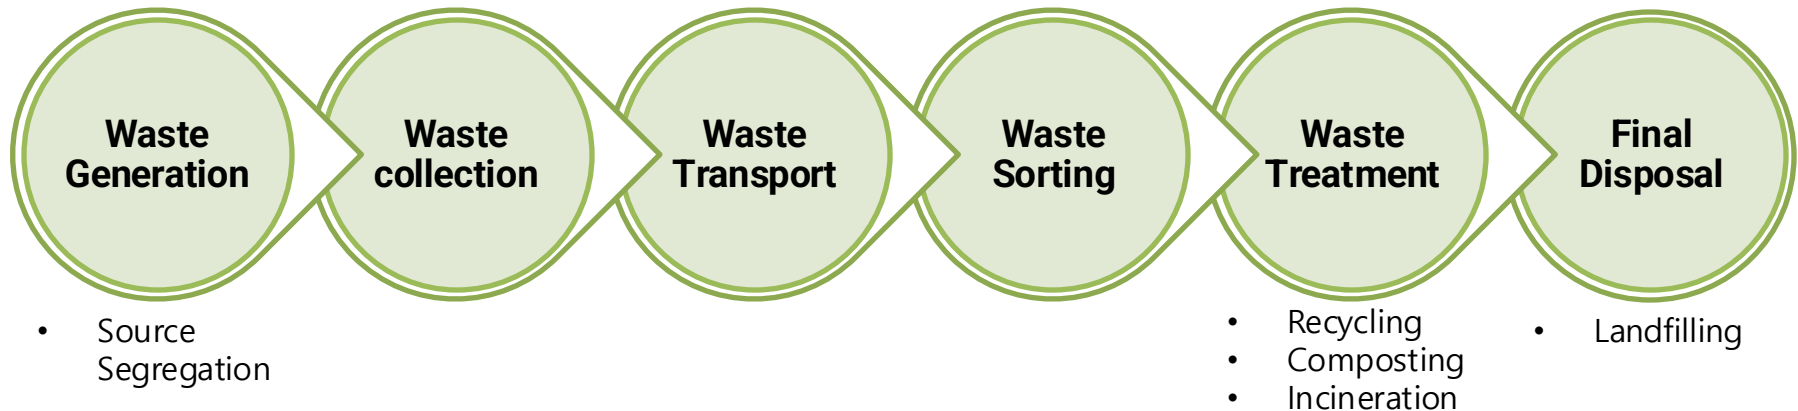 Waste
Generation
Waste
collection
Waste
Transport
Waste
Sorting
Waste
Treatment
Final
Disposal
• Source
Segregation
• Recycling
• Composting
• Incineration
• Landfilling